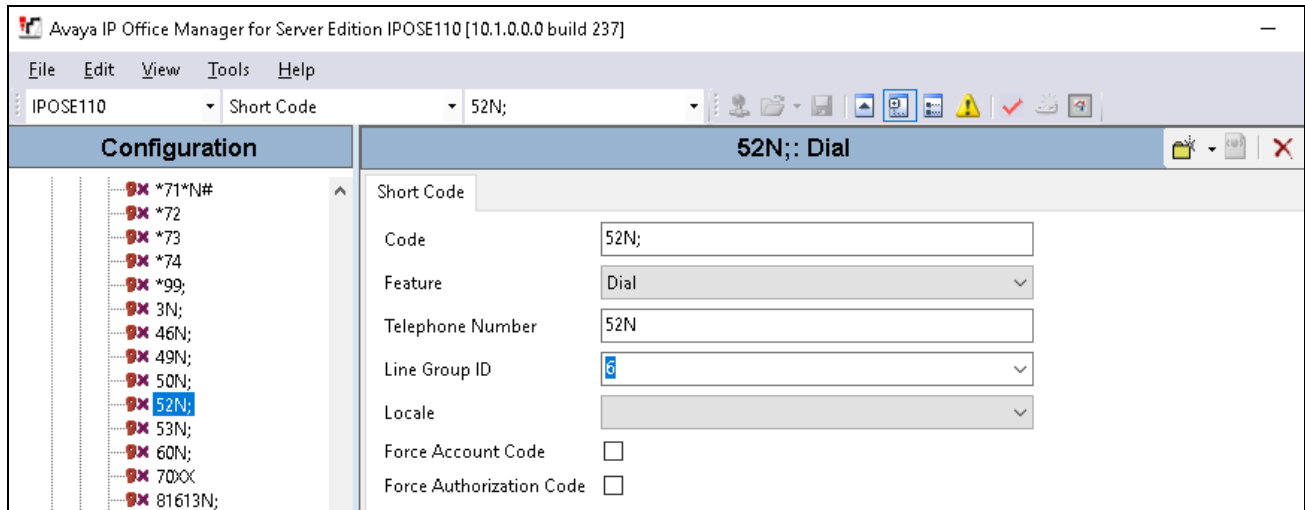 Avaya IP Office Manager for Server Edition IPOSE110 [10.1.0.0.0 build 237]
File Edit View Tools Help
IPOSE110 Short Code 52N;
Configuration
52N;: Dial
*71*N#
*72
*73
*74
*99;
3N;
46N;
49N;
50N;
52N;
53N;
60N;
70XX
81613N;
Short Code
Code 52N;
Feature Dial
Telephone Number 52N
Line Group ID 6
Locale
Force Account Code
Force Authorization Code